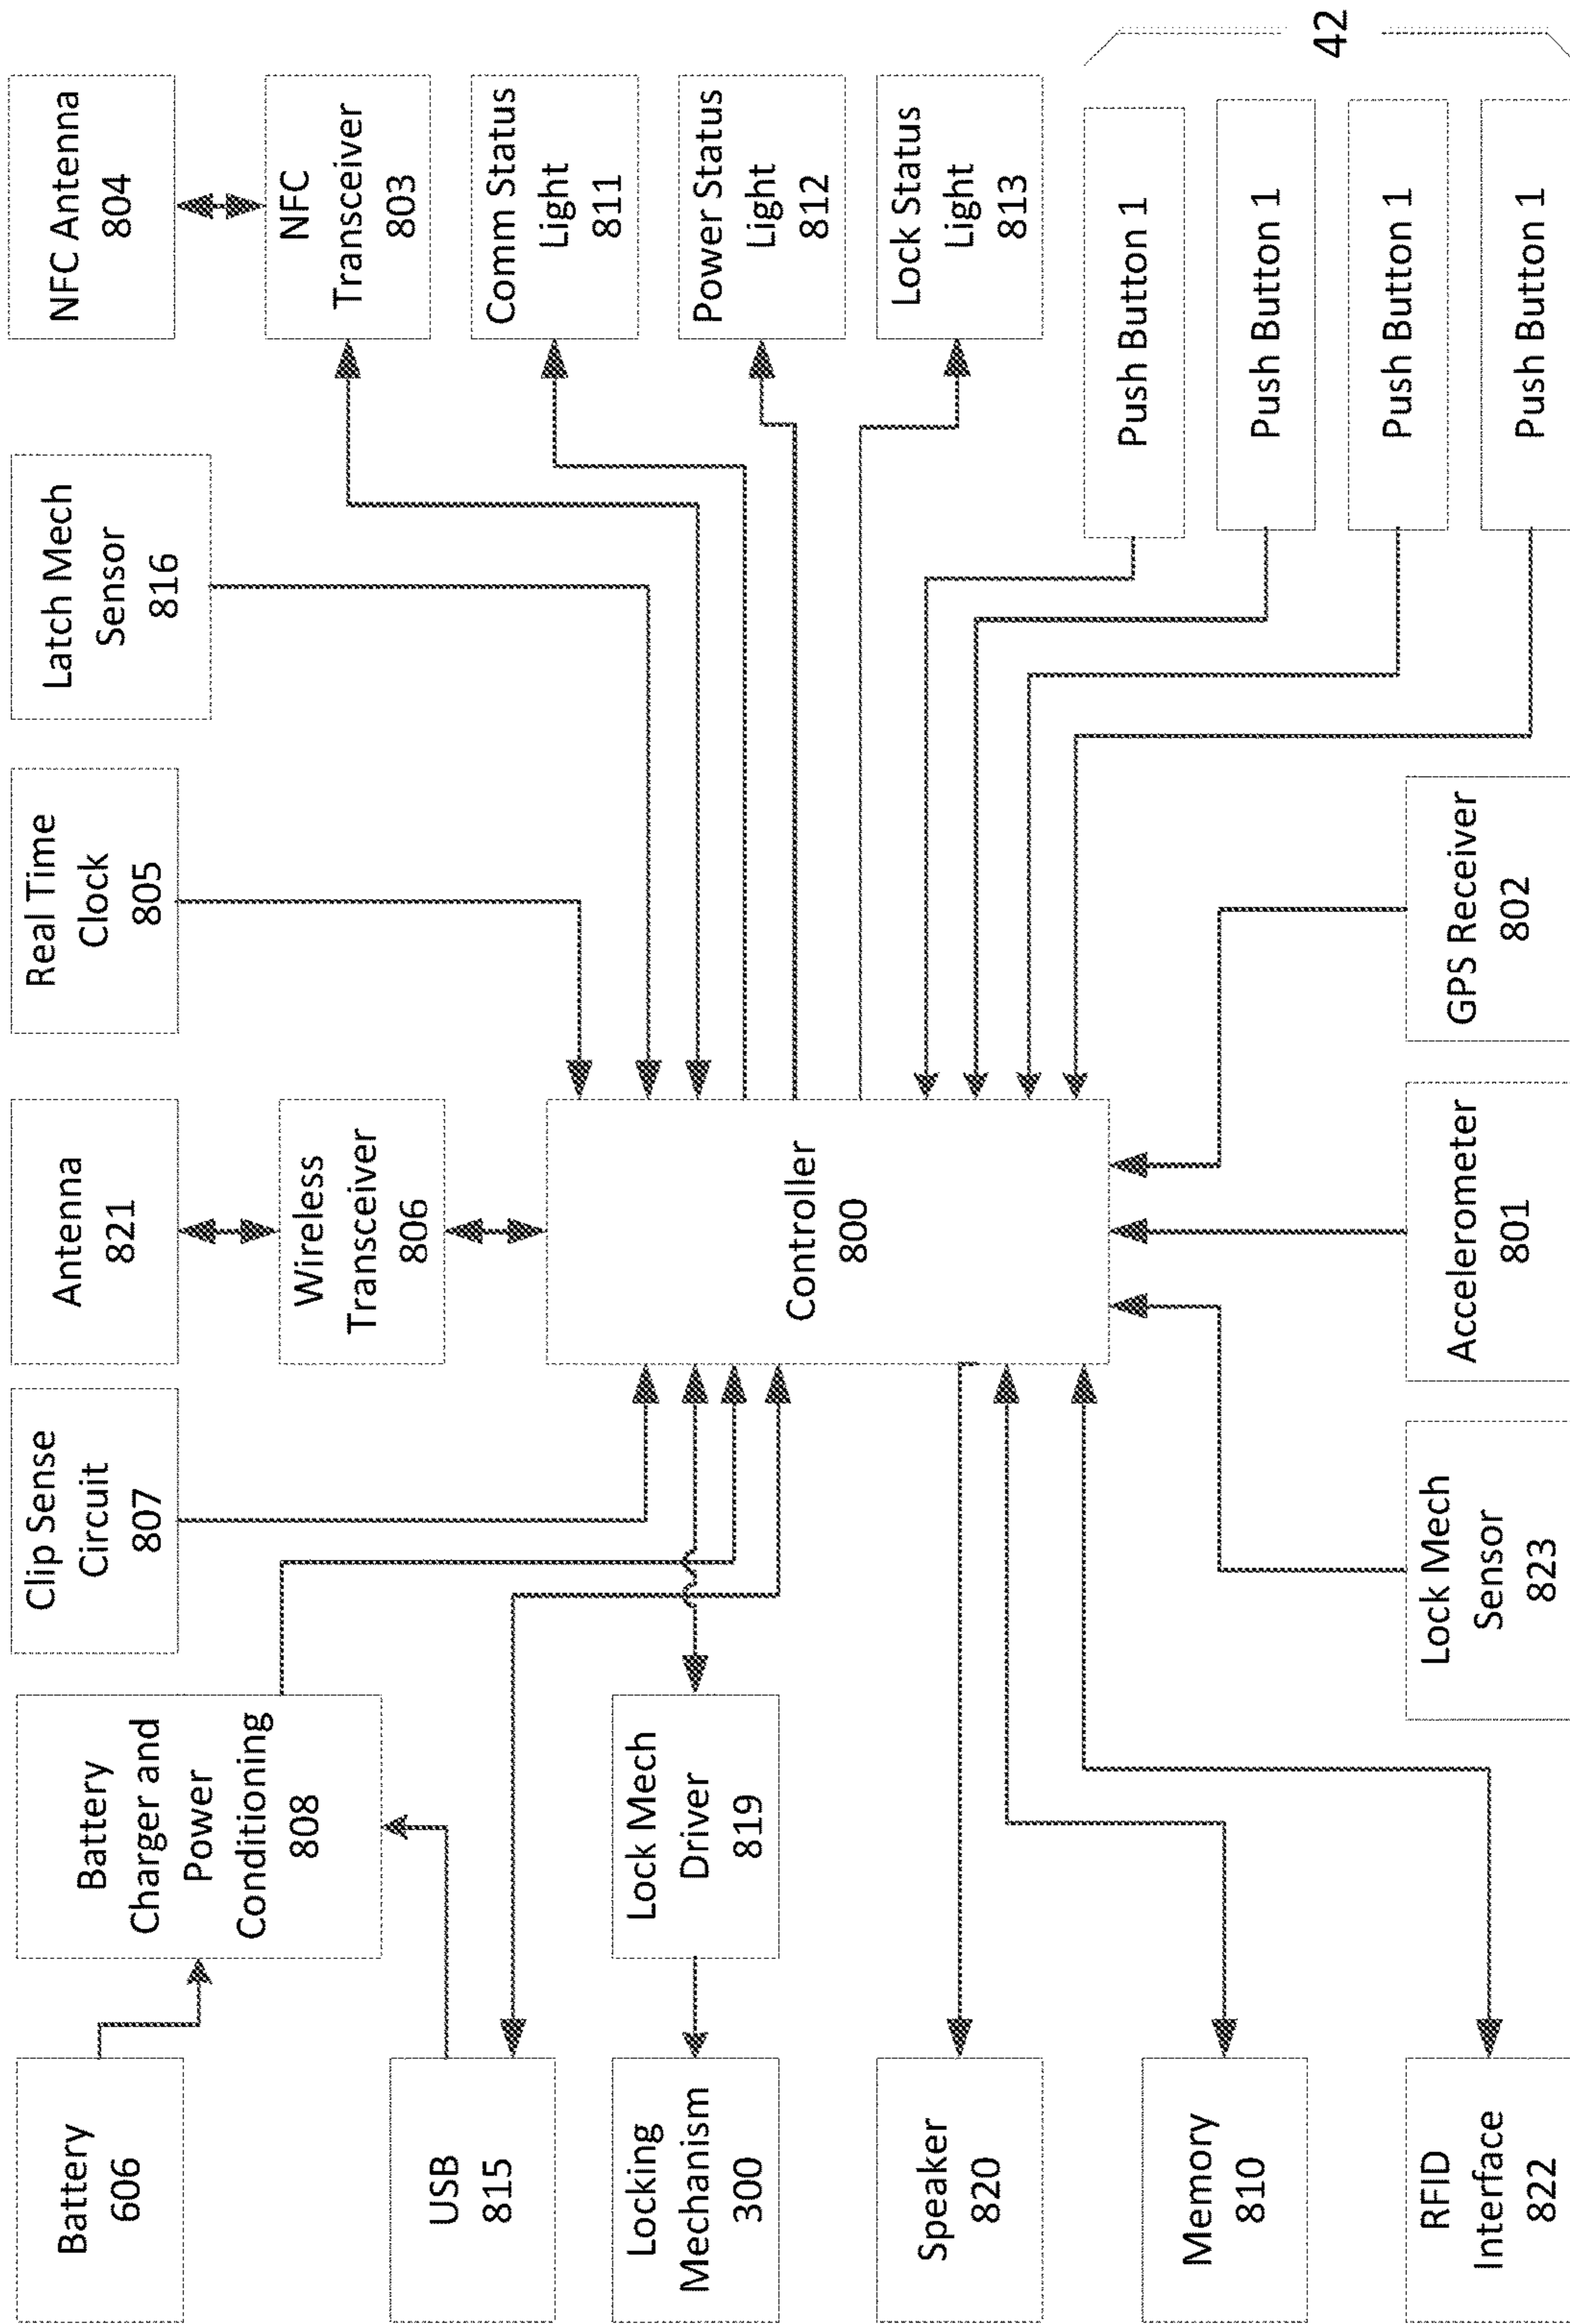 Battery
606
Battery
Charger and
Power
Conditioning
808
Clip Sense
Circuit
807
Antenna
821
Real Time
Clock
805
Latch Mech
Sensor
816
NFC Antenna
804
USB
815
Wireless
Transceiver
806
NFC
Transceiver
803
Locking
Mechanism
300
Lock Mech
Driver
819
Comm Status
Light
811
Power Status
Light
812
Controller
800
Speaker
820
Lock Status
Light
813
Memory
810
Push Button 1
Push Button 1
Push Button 1
Push Button 1
42
RFID
Interface
822
Lock Mech
Sensor
823
Accelerometer
801
GPS Receiver
802